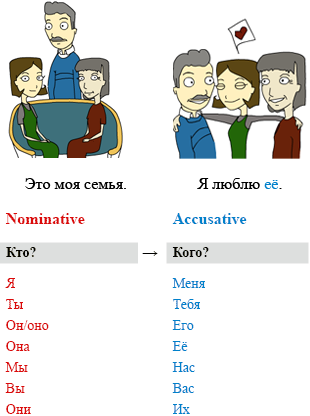 Это моя семья. Я люблю её.
Nominative Accusative
Кто? → Кого?
Я Меня
Ты Тебя
Он/оно Его
Она Её
Мы Нас
Вы Вас
Они Их